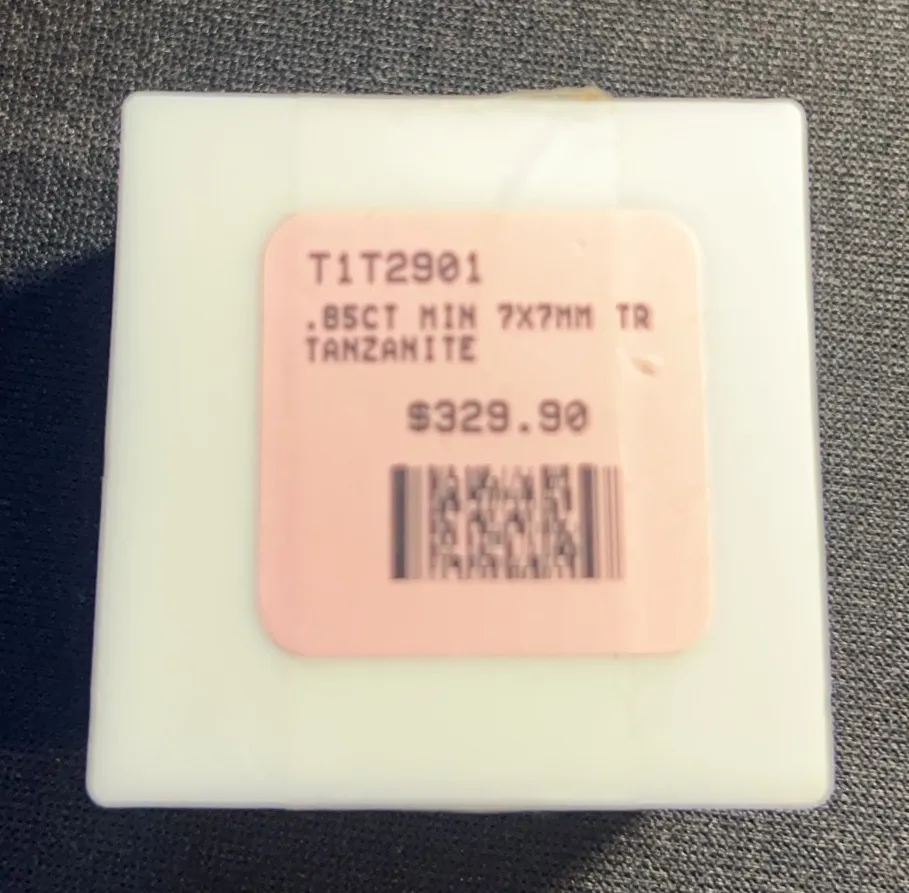 T1T2901
.85CT MIN 7X7MM TR
TANZANITE
$329.90